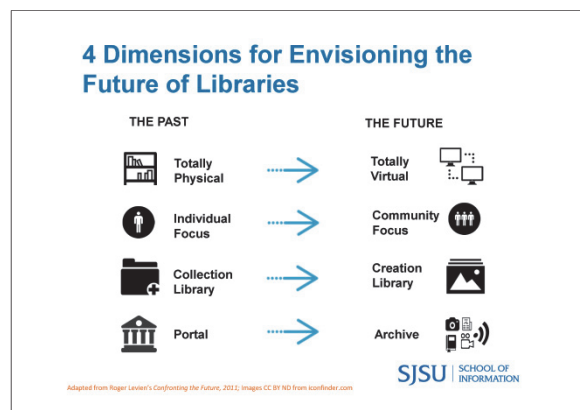 4 Dimensions for Envisioning the
Future of Libraries
THE PAST
THE FUTURE
Totally
Physical
Totally
Virtual
Individual
Focus
Community
Focus
Collection
Library
Creation
Library
Portal
Archive
Adapted from Roger Levien's Confronting the Future, 2011; Images CC BY ND from iconfinder.com
SJSU
SCHOOL OF
INFORMATION